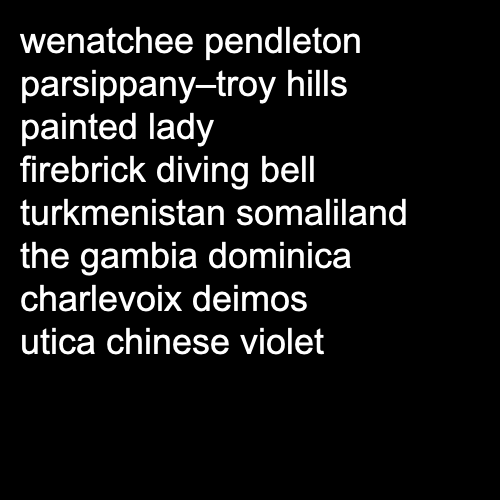 wenatchee pendleton
parsippany–troy hills
painted lady
firebrick diving bell
turkmenistan somaliland
the gambia dominica
charlevoix deimos
utica chinese violet